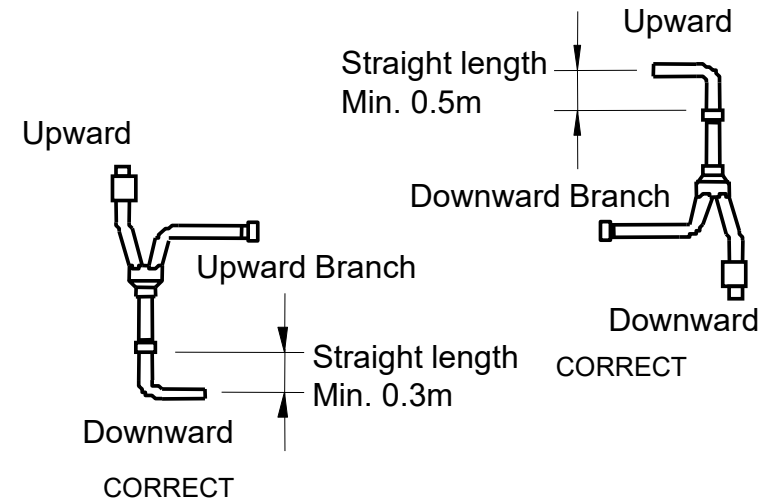 Upward
Straight length
Min. 0.5m
Upward
Downward Branch
Upward Branch
Downward
Straight length
Min. 0.3m
CORRECT
Downward
CORRECT